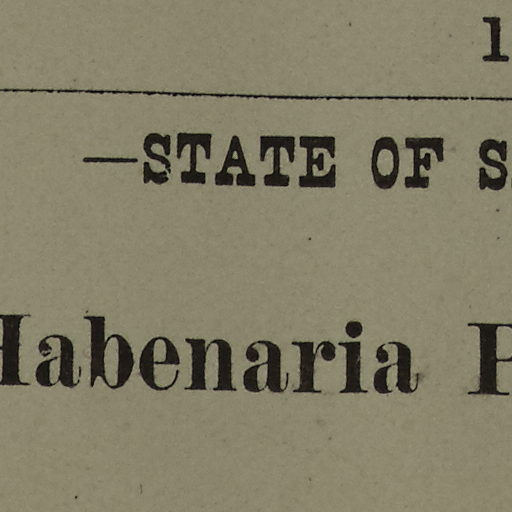 1
—STATE OF S
Habenaria P